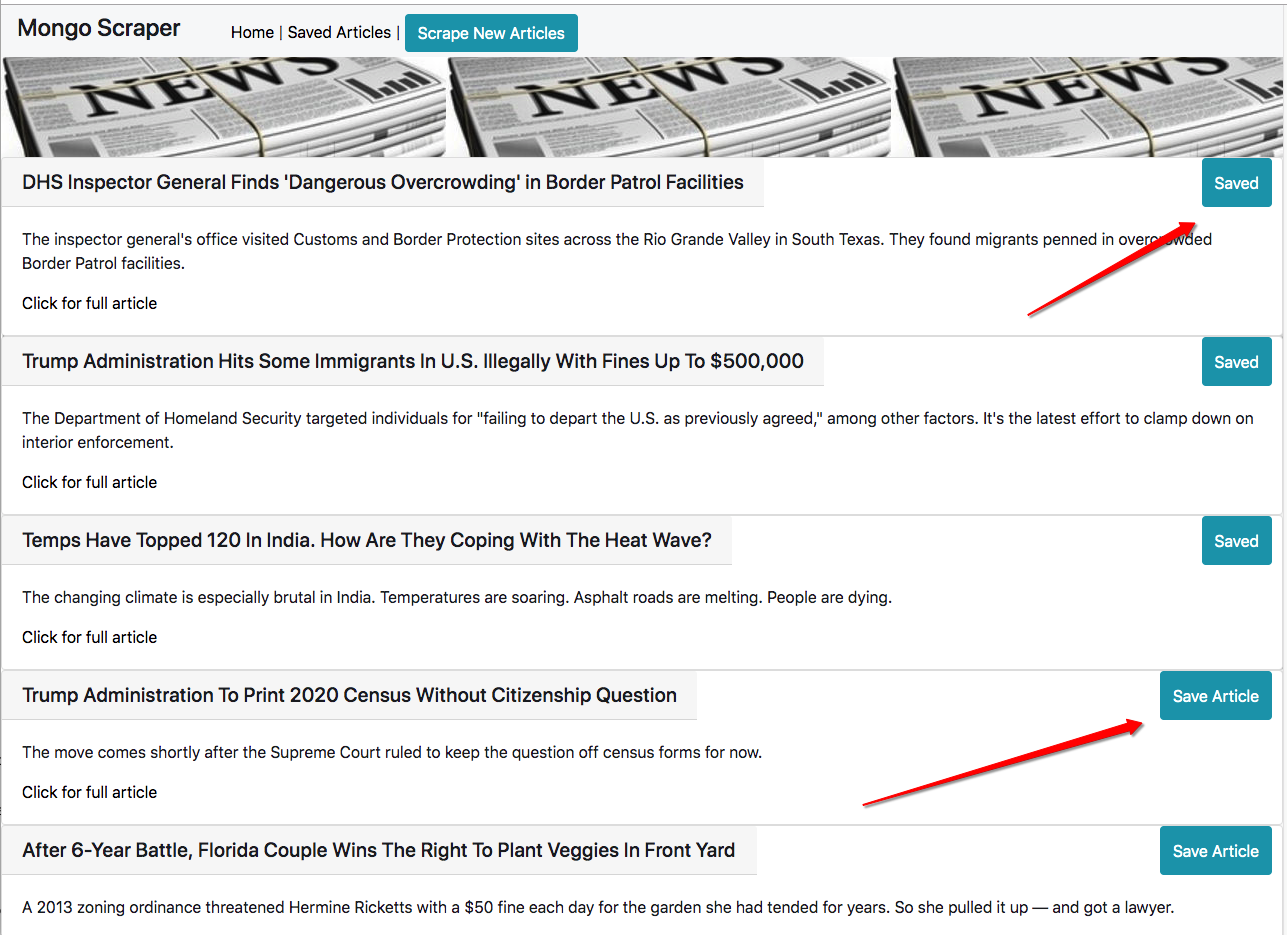 Mongo Scraper
Home | Saved Articles | Scrape New Articles
NEWS NEWS NEWS
DHS Inspector General Finds 'Dangerous Overcrowding' in Border Patrol Facilities
Saved
The inspector general's office visited Customs and Border Protection sites across the Rio Grande Valley in South Texas. They found migrants penned in overcrowded
Border Patrol facilities.
Click for full article
Trump Administration Hits Some Immigrants In U.S. Illegally With Fines Up To $500,000
Saved
The Department of Homeland Security targeted individuals for "failing to depart the U.S. as previously agreed," among other factors. It's the latest effort to clamp down on
interior enforcement.
Click for full article
Temps Have Topped 120 In India. How Are They Coping With The Heat Wave?
Saved
The changing climate is especially brutal in India. Temperatures are soaring. Asphalt roads are melting. People are dying.
Click for full article
Trump Administration To Print 2020 Census Without Citizenship Question
Save Article
The move comes shortly after the Supreme Court ruled to keep the question off census forms for now.
Click for full article
After 6-Year Battle, Florida Couple Wins The Right To Plant Veggies In Front Yard
Save Article
A 2013 zoning ordinance threatened Hermine Ricketts with a $50 fine each day for the garden she had tended for years. So she pulled it up — and got a lawyer.